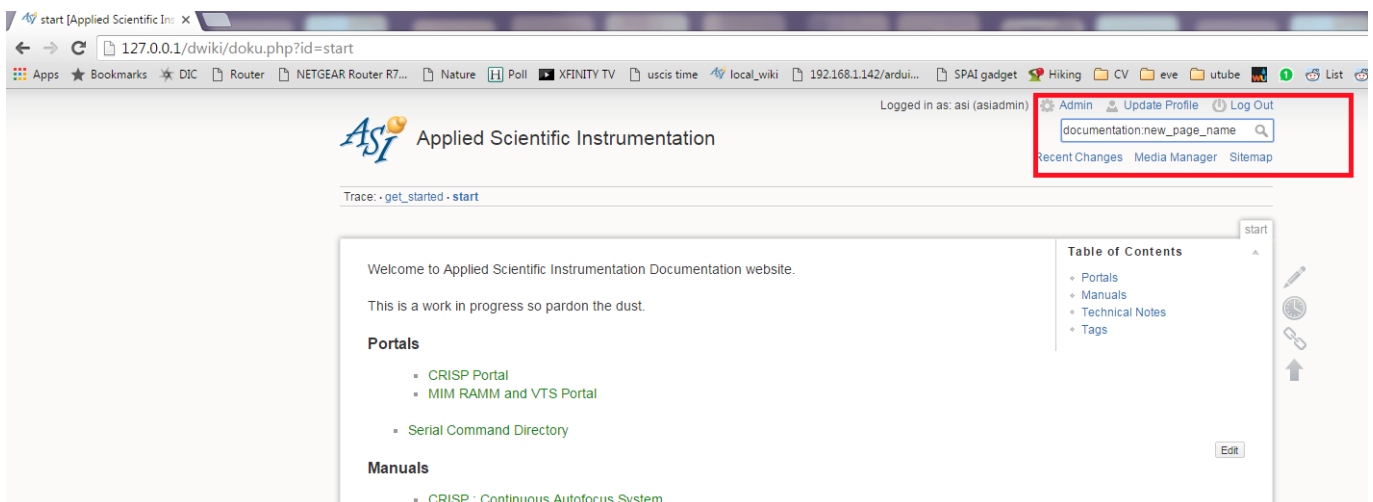 start [Applied Scientific Ins
127.0.0.1/dwiki/doku.php?id=start
Apps Bookmarks DIC Router NETGEAR Router R7... Nature Poll XFINITY TV uscis time local_wiki 192.168.1.142/ardui... SPAI gadget Hiking CV eve utube List
Logged in as: asi (asiadmin) Admin Update Profile Log Out
ASI Applied Scientific Instrumentation
documentation:new_page_name
Recent Changes Media Manager Sitemap
Trace: • get_started • start
start
Table of Contents
Portals
Manuals
Technical Notes
Tags
Welcome to Applied Scientific Instrumentation Documentation website.
This is a work in progress so pardon the dust.
Portals
CRISP Portal
MIM RAMM and VTS Portal
Serial Command Directory
Edit
Manuals
CRISP : Continuous Autofocus System